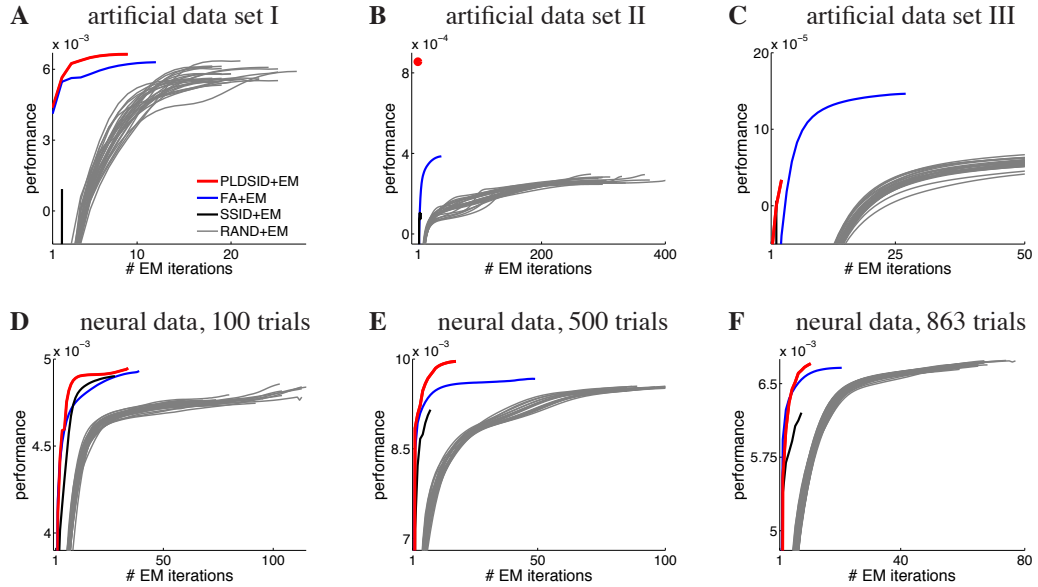 A artificial data set I
x 10⁻³
6
3
0
performance
PLDSID+EM
FA+EM
SSID+EM
RAND+EM
1 10 20
# EM iterations
B artificial data set II
x 10⁻⁴
8
4
0
performance
1 200 400
# EM iterations
C artificial data set III
x 10⁻⁵
20
10
0
performance
1 25 50
# EM iterations
D neural data, 100 trials
x 10⁻³
5
4.5
4
performance
1 50 100
# EM iterations
E neural data, 500 trials
x 10⁻³
10
8.5
7
performance
1 50 100
# EM iterations
F neural data, 863 trials
x 10⁻³
6.5
5.75
5
performance
1 40 80
# EM iterations